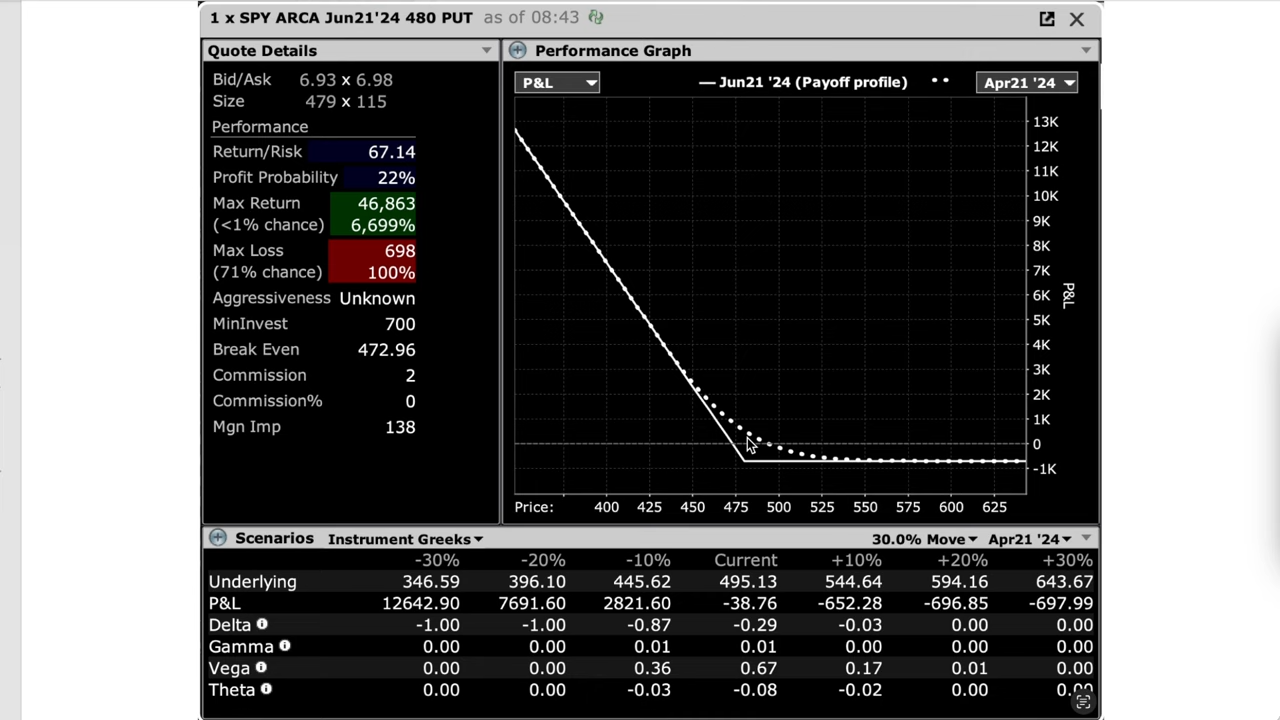 1 x SPY ARCA Jun21'24 480 PUT as of 08:43
Quote Details
Bid/Ask 6.93 x 6.98
Size 479 x 115
Performance
Return/Risk 67.14
Profit Probability 22%
Max Return 46,863
(<1% chance) 6,699%
Max Loss 698
(71% chance) 100%
Aggressiveness Unknown
MinInvest 700
Break Even 472.96
Commission 2
Commission% 0
Mgn Imp 138
Performance Graph
P&L Jun21 '24 (Payoff profile) Apr21 '24
13K
12K
11K
10K
9K
8K
7K
6K
5K
4K
3K
2K
1K
0
-1K
P&L
Price: 400 425 450 475 500 525 550 575 600 625
Scenarios Instrument Greeks 30.0% Move Apr21 '24
-30% -20% -10% Current +10% +20% +30%
Underlying 346.59 396.10 445.62 495.13 544.64 594.16 643.67
P&L 12642.90 7691.60 2821.60 -38.76 -652.28 -696.85 -697.99
Delta -1.00 -1.00 -0.87 -0.29 -0.03 0.00 0.00
Gamma 0.00 0.00 0.01 0.01 0.00 0.00 0.00
Vega 0.00 0.00 0.36 0.67 0.17 0.01 0.00
Theta 0.00 0.00 -0.03 -0.08 -0.02 0.00 0.00